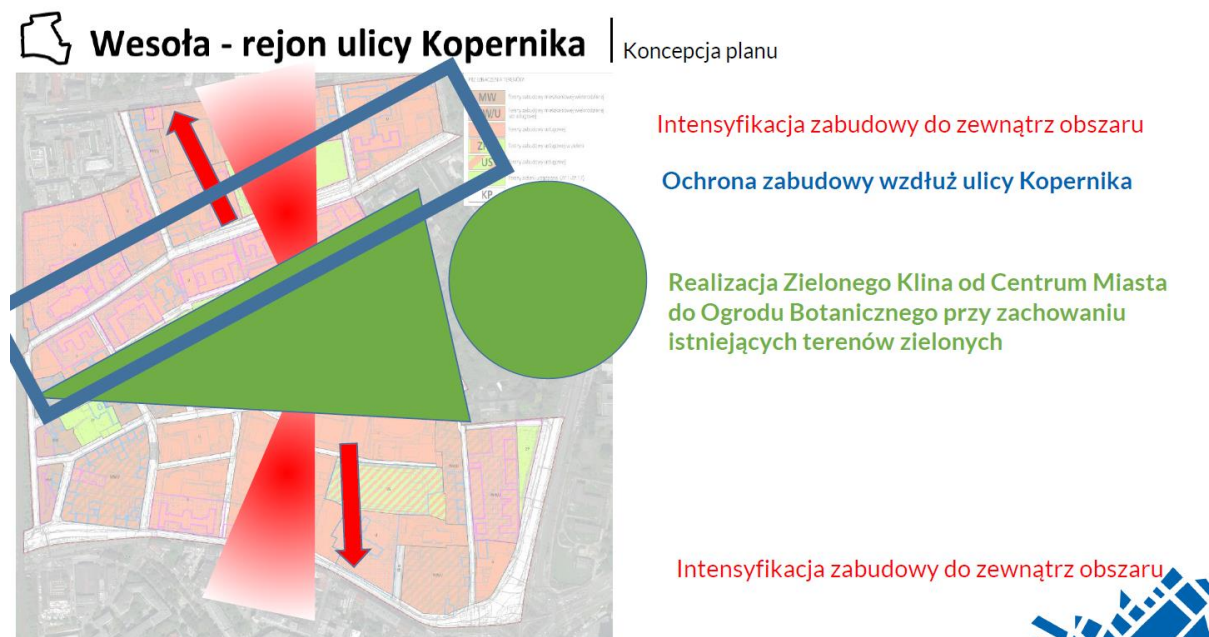 Wesoła - rejon ulicy Kopernika
Koncepcja planu
MW
US
KP
Intensyfikacja zabudowy do zewnątrz obszaru
Ochrona zabudowy wzdłuż ulicy Kopernika
Realizacja Zielonego Klina od Centrum Miasta
do Ogrodu Botanicznego przy zachowaniu
istniejących terenów zielonych
Intensyfikacja zabudowy do zewnątrz obszaru